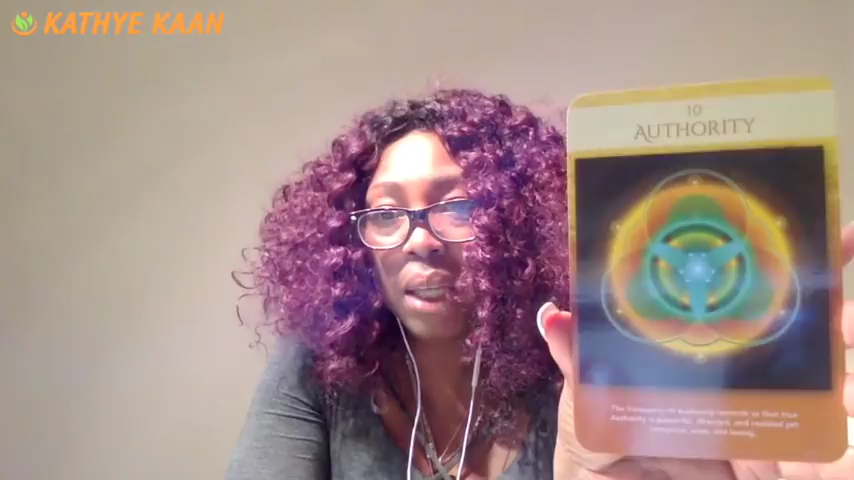 KATHYE KAAN
10
AUTHORITY
The frequency of Authority reminds us that true
Authority is powerful, discreet, and realized yet
receptive, wise, and loving.